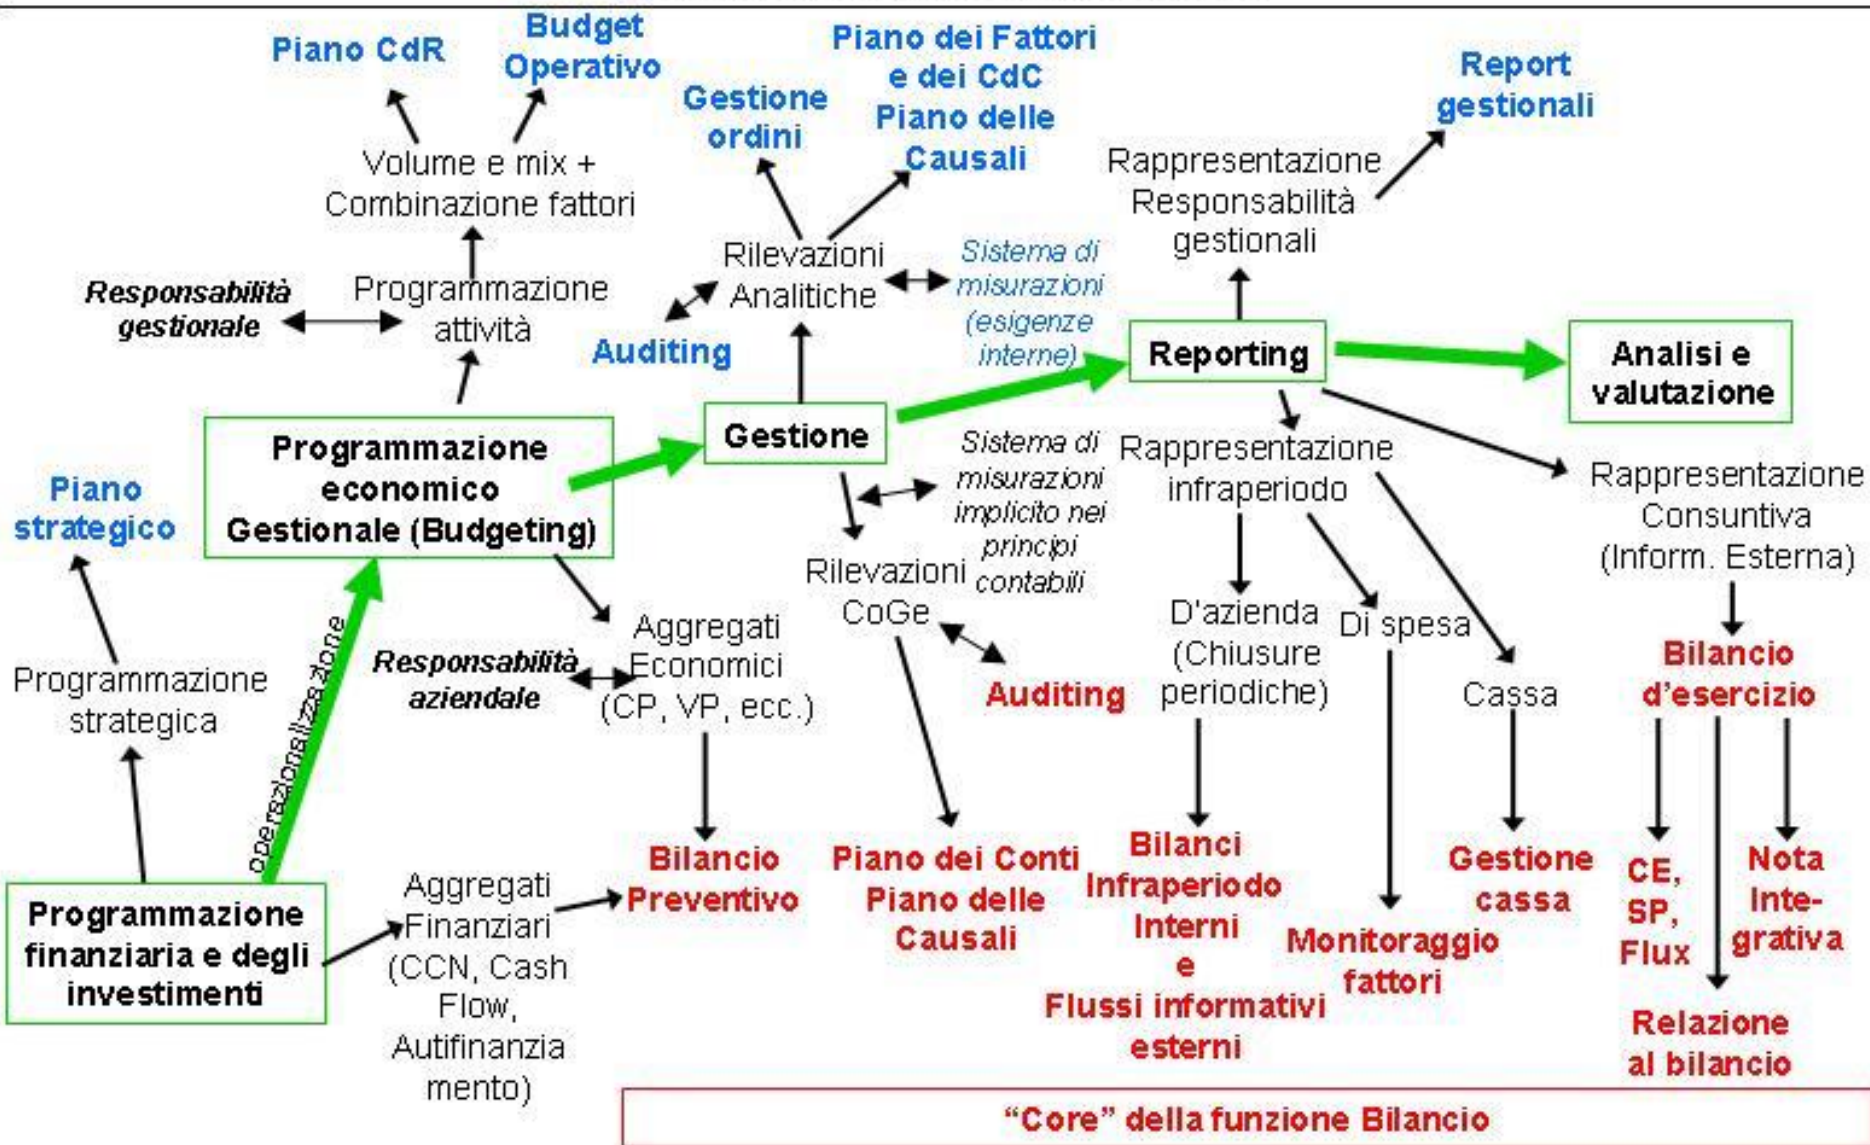 Piano CdR
Budget
Operativo
Piano dei Fattori
e dei CdC
Piano delle
Causali
Gestione
ordini
Report
gestionali
Volume e mix +
Combinazione fattori
Rappresentazione
Responsabilità
gestionali
Responsabilità
gestionale
Programmazione
attività
Rilevazioni
Analitiche
Sistema di
misurazioni
(esigenze
interne)
Auditing
Reporting
Analisi e
valutazione
Programmazione
economico
Gestionale (Budgeting)
Gestione
Sistema di
misurazioni
implicito nei
principi
contabili
Rappresentazione
infraperiodo
Rappresentazione
Consuntiva
(Inform. Esterna)
Piano
strategico
Programmazione
strategica
operazionalizzazione
Responsabilità
aziendale
Aggregati
Economici
(CP, VP, ecc.)
Rilevazioni
CoGe
Auditing
D'azienda
(Chiusure
periodiche)
Di spesa
Cassa
Bilancio
d'esercizio
Programmazione
finanziaria e degli
investimenti
Aggregati
Finanziari
(CCN, Cash
Flow,
Autifinanzia
mento)
Bilancio
Preventivo
Piano dei Conti
Piano delle
Causali
Bilanci
Infraperiodo
Interni
e
Flussi informativi
esterni
Monitoraggio
fattori
Gestione
cassa
CE,
SP,
Flux
Nota
Inte-
grativa
Relazione
al bilancio
“Core” della funzione Bilancio